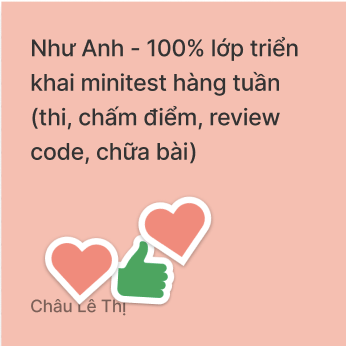 Như Anh - 100% lớp triển
khai minitest hàng tuần
(thi, chấm điểm, review
code, chữa bài)
Châu Lê Thị